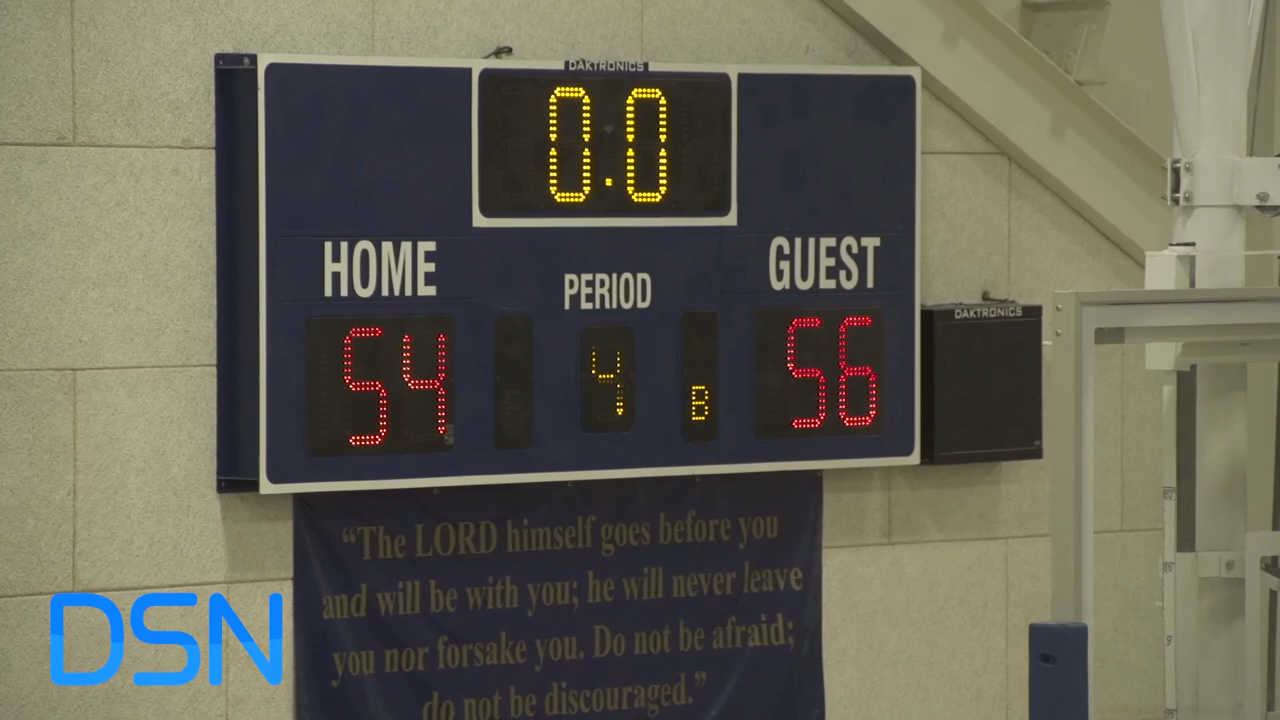 DAKTRONICS
0.0
HOME
PERIOD
GUEST
54
4
B
56
DAKTRONICS
“The LORD himself goes before you
and will be with you; he will never leave
you nor forsake you. Do not be afraid;
do not be discouraged.”
DSN